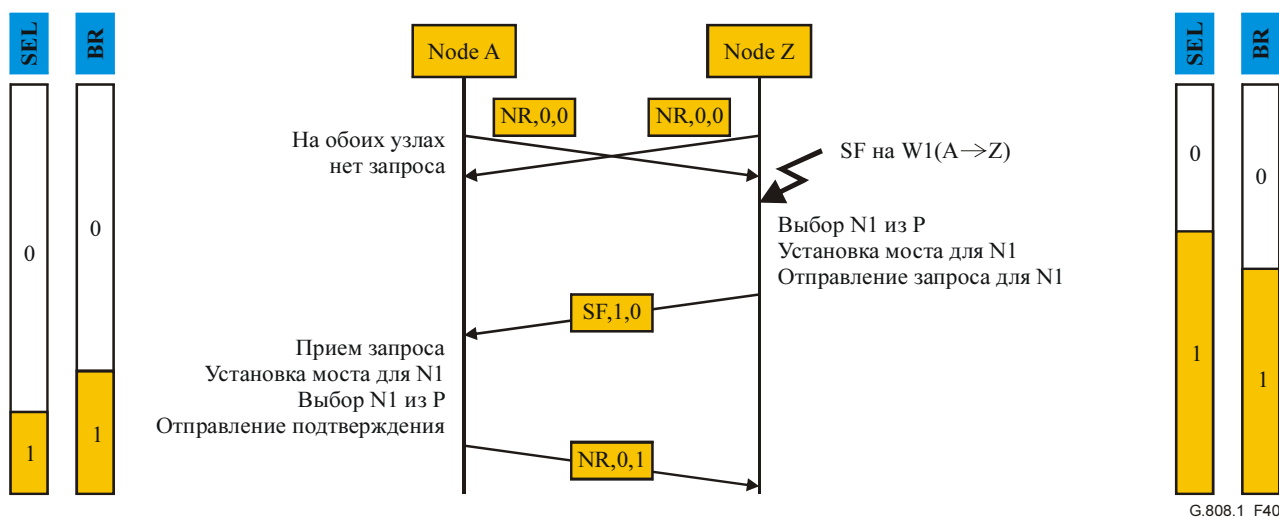 SEL
BR
Node A
Node Z
SEL
BR
NR,0,0
NR,0,0
На обоих узлах
нет запроса
SF на W1(A→Z)
0
0
0
0
Выбор N1 из P
Установка моста для N1
Отправление запроса для N1
SF,1,0
Прием запроса
Установка моста для N1
Выбор N1 из P
Отправление подтверждения
1
1
1
1
NR,0,1
G.808.1_F40